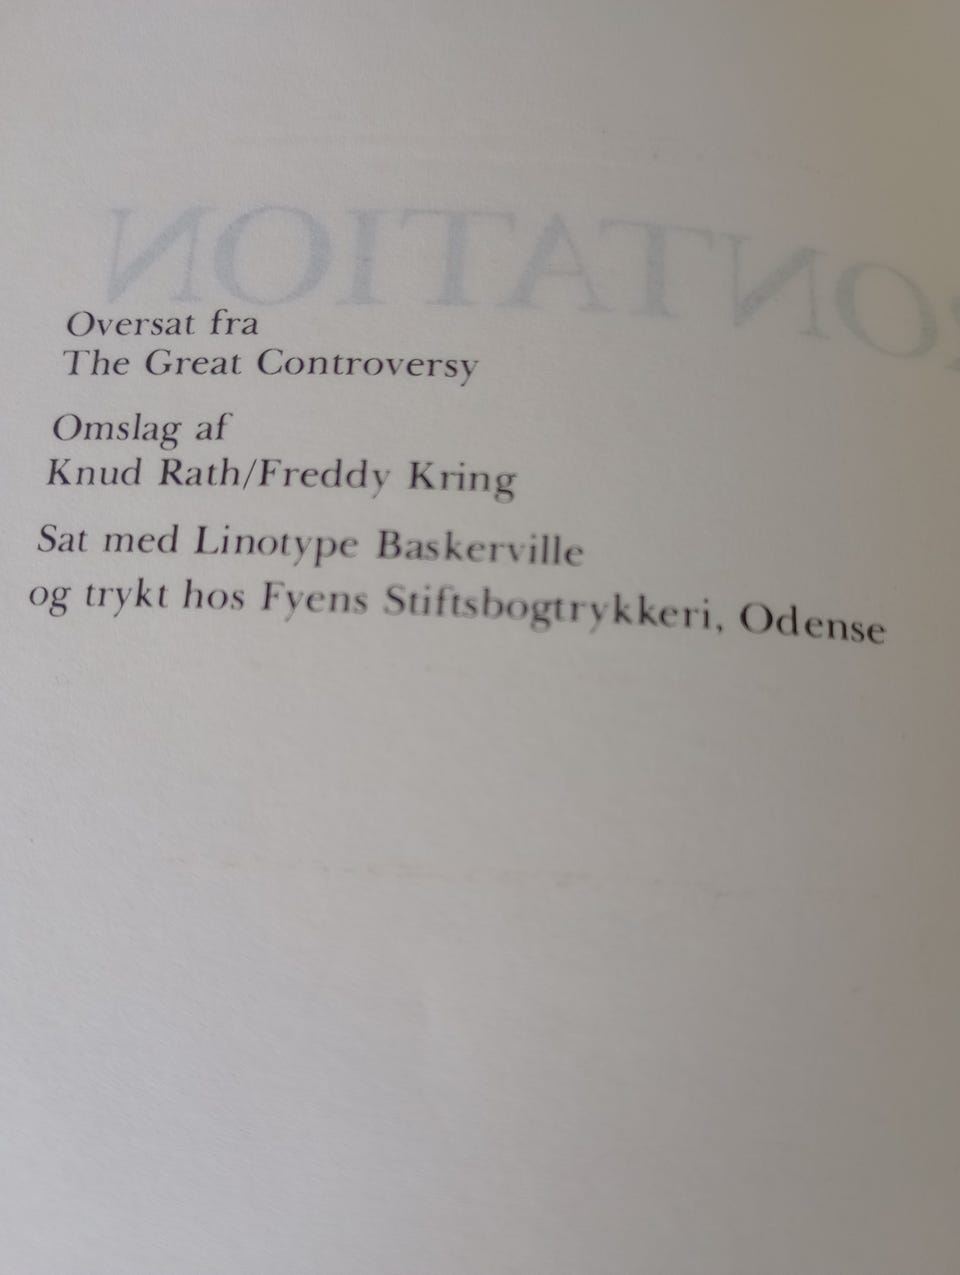 ONTATION
Oversat fra
The Great Controversy
Omslag af
Knud Rath/Freddy Kring
Sat med Linotype Baskerville
og trykt hos Fyens Stiftsbogtrykkeri, Odense